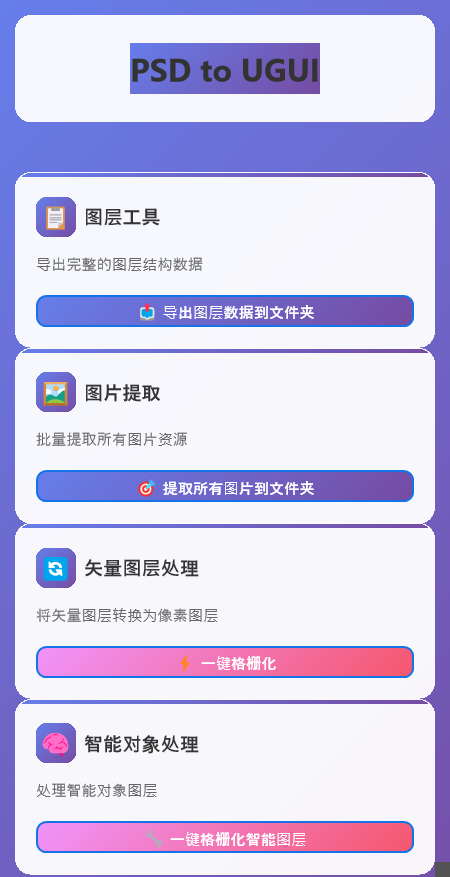 PSD to UGUI
图层工具
导出完整的图层结构数据
导出图层数据到文件夹
图片提取
批量提取所有图片资源
提取所有图片到文件夹
矢量图层处理
将矢量图层转换为像素图层
一键格栅化
智能对象处理
处理智能对象图层
一键格栅化智能图层